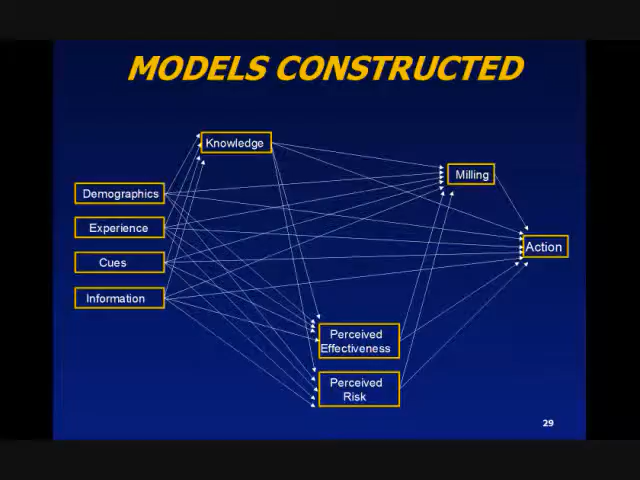 MODELS CONSTRUCTED
Knowledge
Milling
Demographics
Experience
Action
Cues
Information
Perceived
Effectiveness
Perceived
Risk
29